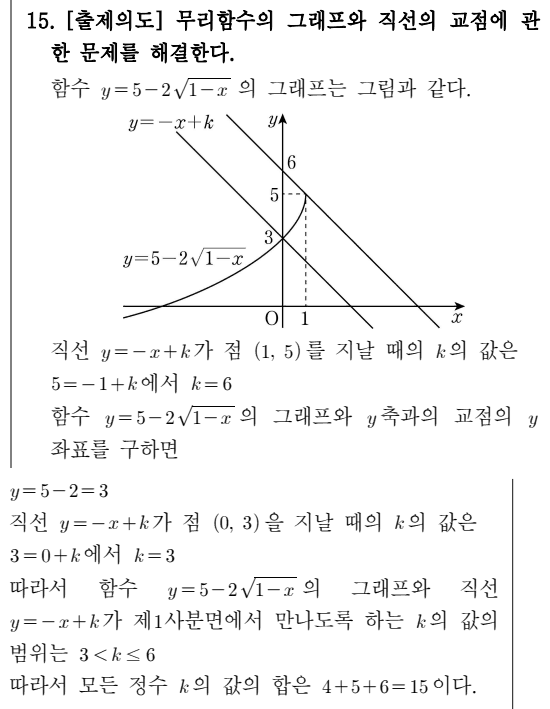 15. [출제의도] 무리함수의 그래프와 직선의 교점에 관
한 문제를 해결한다.
함수 y=5-2√(1-x) 의 그래프는 그림과 같다.
y=-x+k
y
6
5
3
y=5-2√(1-x)
O
1
x
직선 y=-x+k가 점 (1, 5)를 지날 때의 k의 값은
5=-1+k에서 k=6
함수 y=5-2√(1-x) 의 그래프와 y축과의 교점의 y
좌표를 구하면
y=5-2=3
직선 y=-x+k가 점 (0, 3)을 지날 때의 k의 값은
3=0+k에서 k=3
따라서 함수 y=5-2√(1-x) 의 그래프와 직선
y=-x+k가 제1사분면에서 만나도록 하는 k의 값의
범위는 3<k≤6
따라서 모든 정수 k의 값의 합은 4+5+6=15이다.